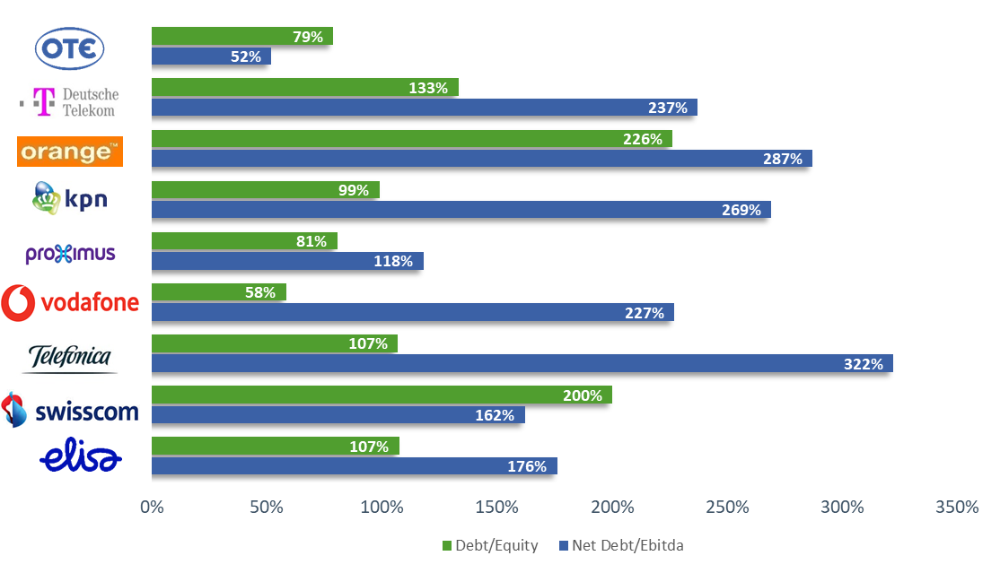 OTE
79%
52%
Deutsche
Telekom
T
133%
237%
orange™
226%
287%
kpn
99%
269%
proximus
81%
118%
vodafone
58%
227%
Telefónica
107%
322%
swisscom
200%
162%
elisa
107%
176%
0% 50% 100% 150% 200% 250% 300% 350%
Debt/Equity Net Debt/Ebitda